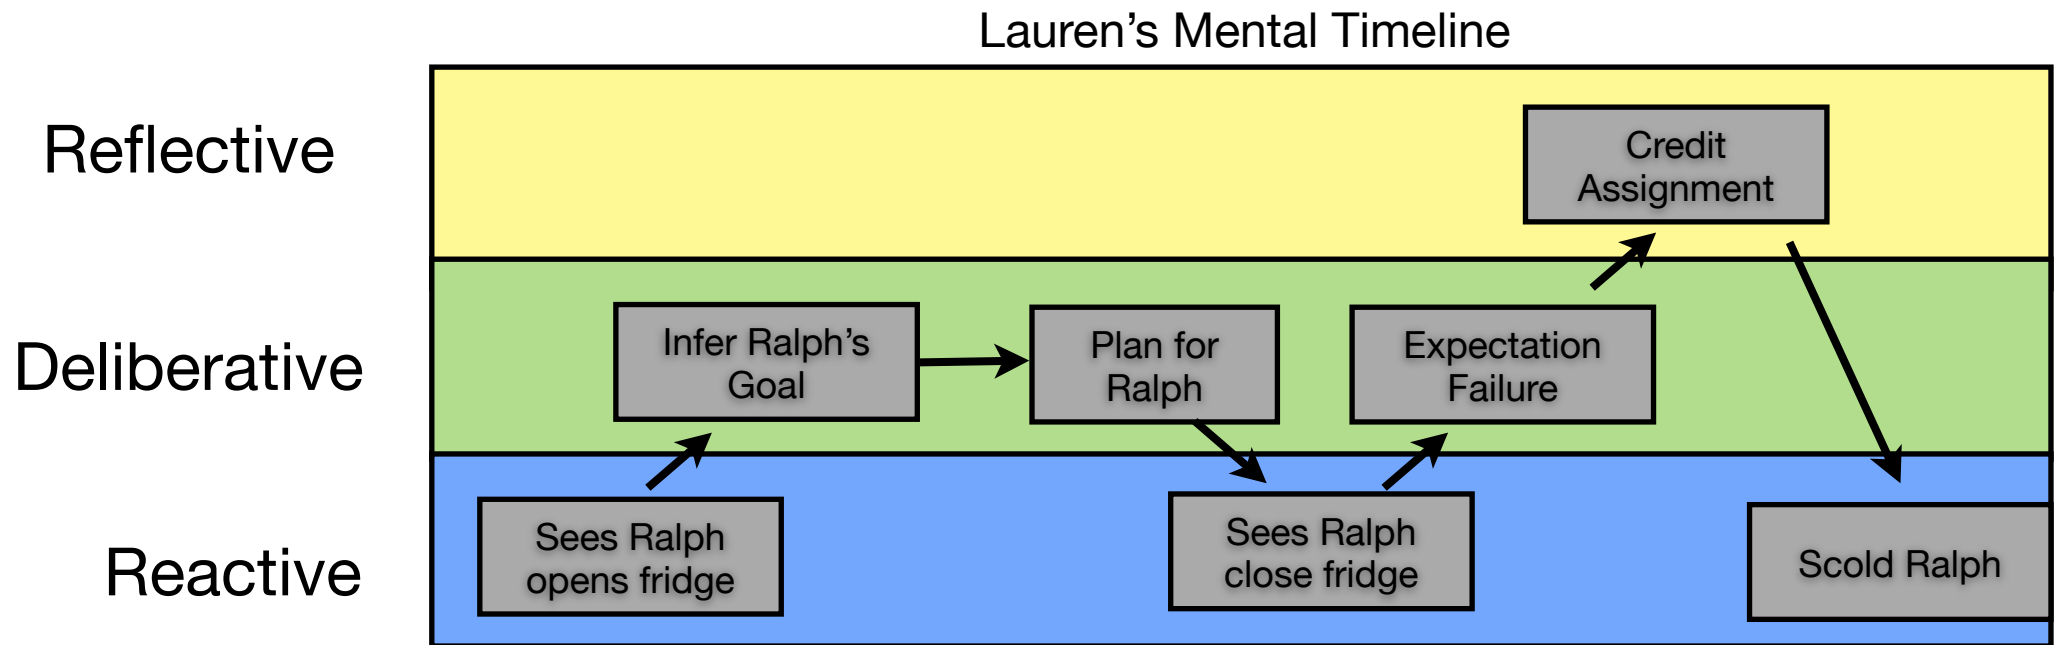 Lauren’s Mental Timeline
Reflective
Credit
Assignment
Deliberative
Infer Ralph’s
Goal
Plan for
Ralph
Expectation
Failure
Reactive
Sees Ralph
opens fridge
Sees Ralph
close fridge
Scold Ralph